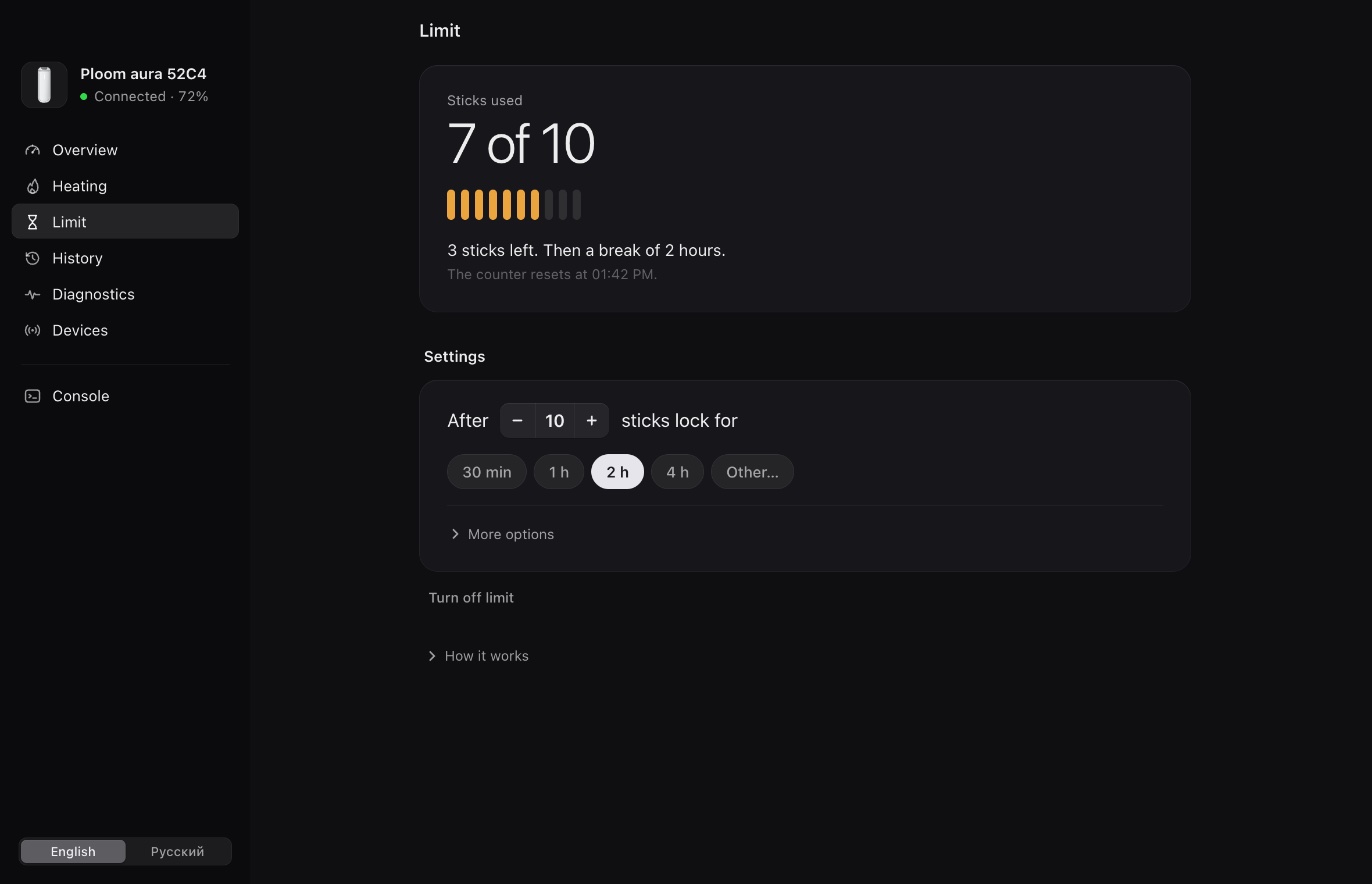 Ploom aura 52C4
Connected · 72%
Overview
Heating
Limit
History
Diagnostics
Devices
Console
English
Русский
Limit
Sticks used
7 of 10
3 sticks left. Then a break of 2 hours.
The counter resets at 01:42 PM.
Settings
After − 10 + sticks lock for
30 min 1 h 2 h 4 h Other...
More options
Turn off limit
How it works